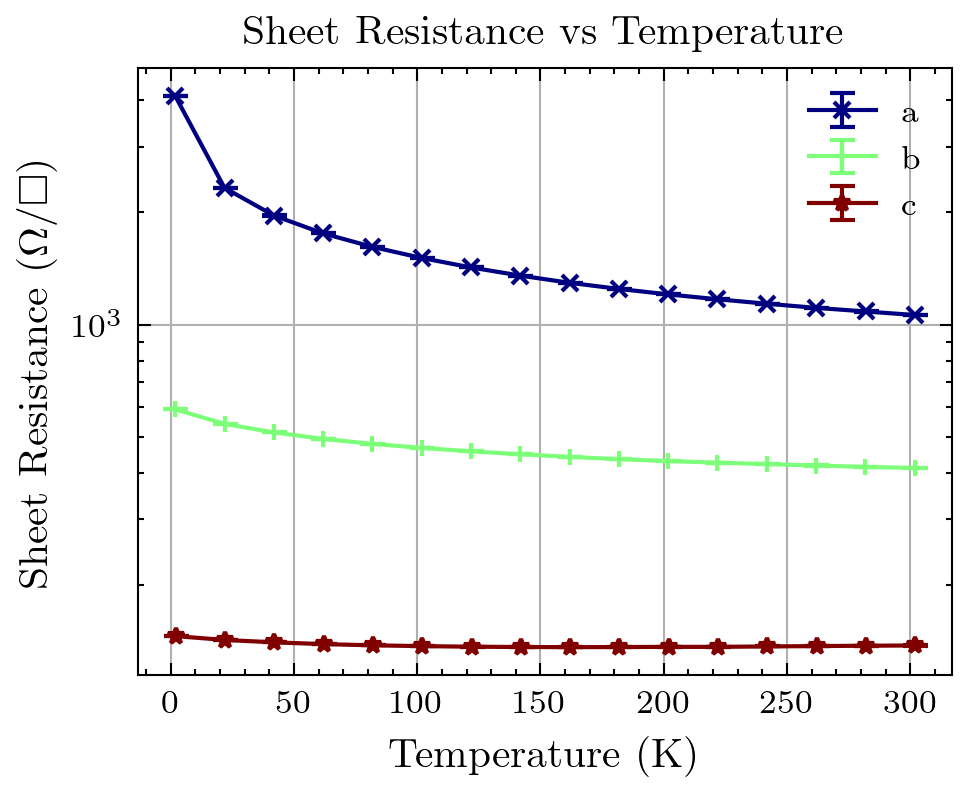 Sheet Resistance vs Temperature
Sheet Resistance (Ω/□)
10³
a
b
c
0 50 100 150 200 250 300
Temperature (K)